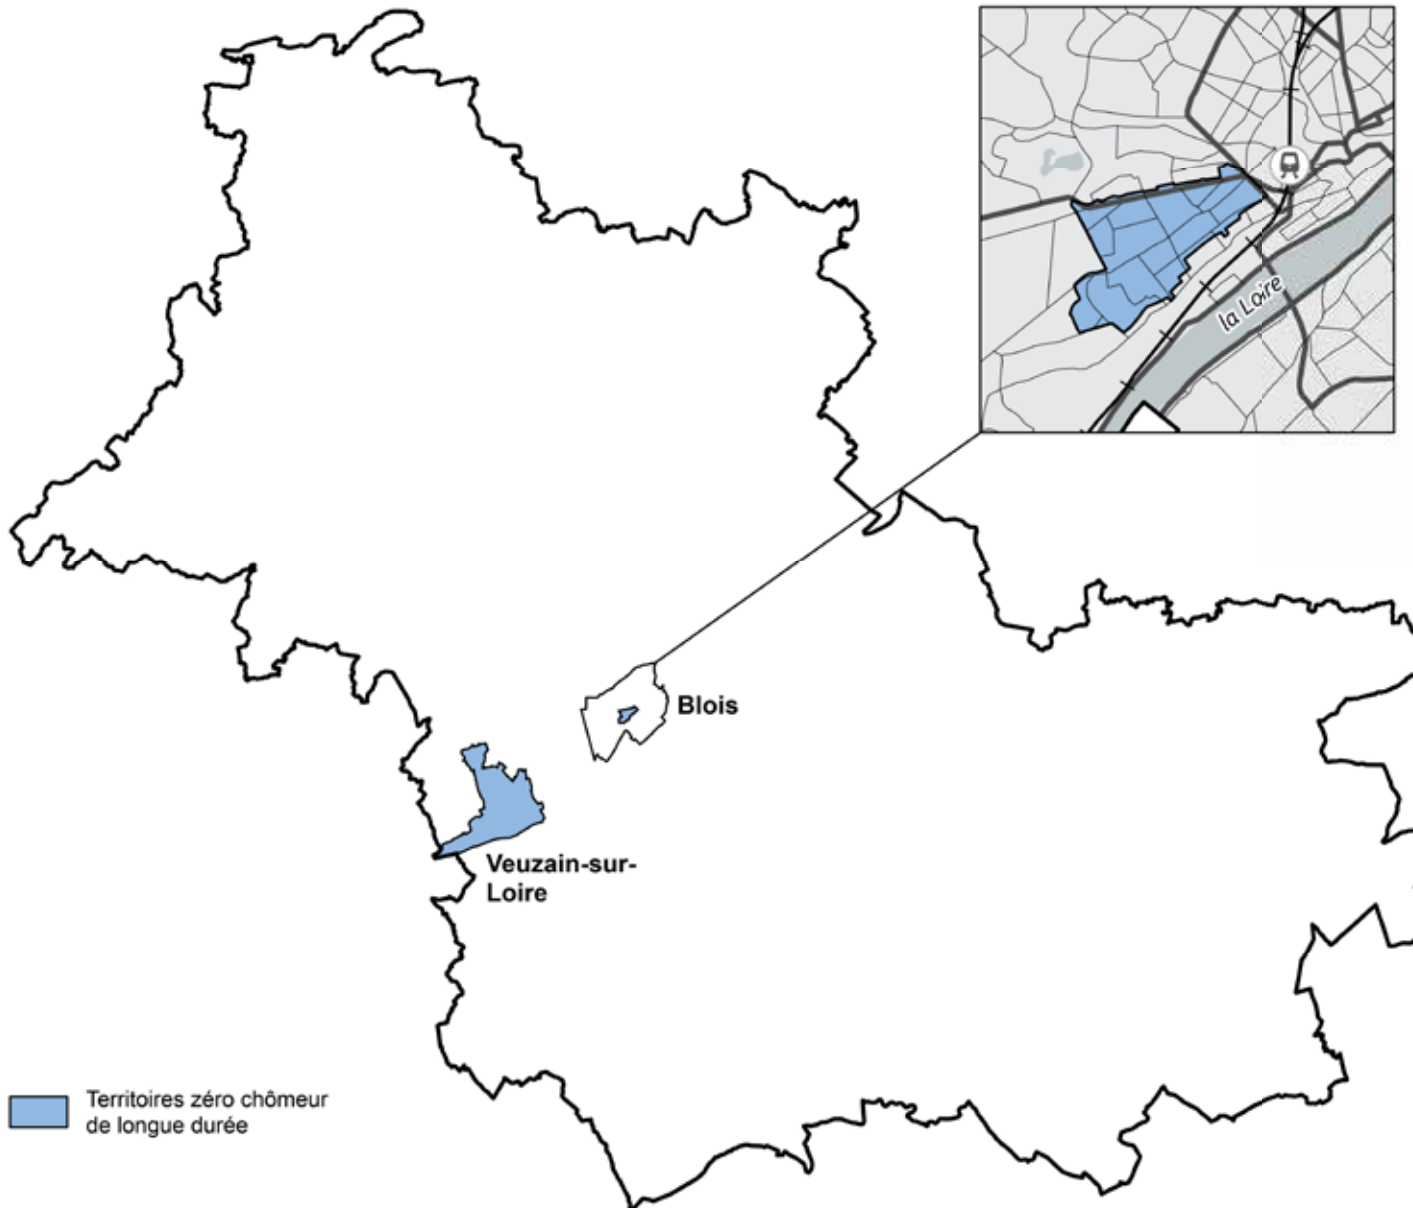 la Loire
Blois
Veuzain-sur-
Loire
Territoires zéro chômeur
de longue durée